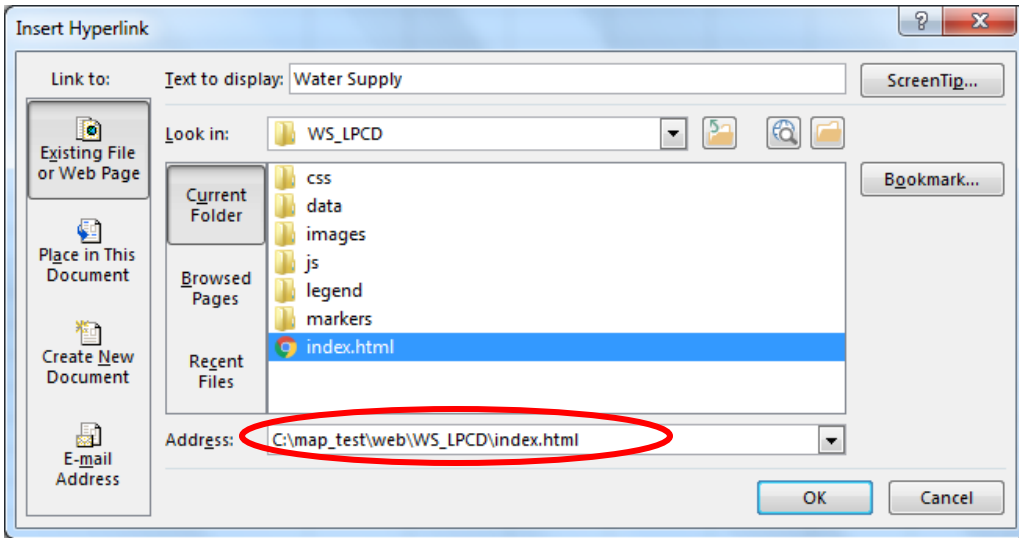 Insert Hyperlink
?
Link to:
Text to display: Water Supply
ScreenTip...
Existing File
or Web Page
Look in: WS_LPCD
Current
Folder
css
data
images
js
legend
markers
index.html
Bookmark...
Place in This
Document
Browsed
Pages
Create New
Document
Recent
Files
Address: C:\map_test\web\WS_LPCD\index.html
E-mail
Address
OK
Cancel